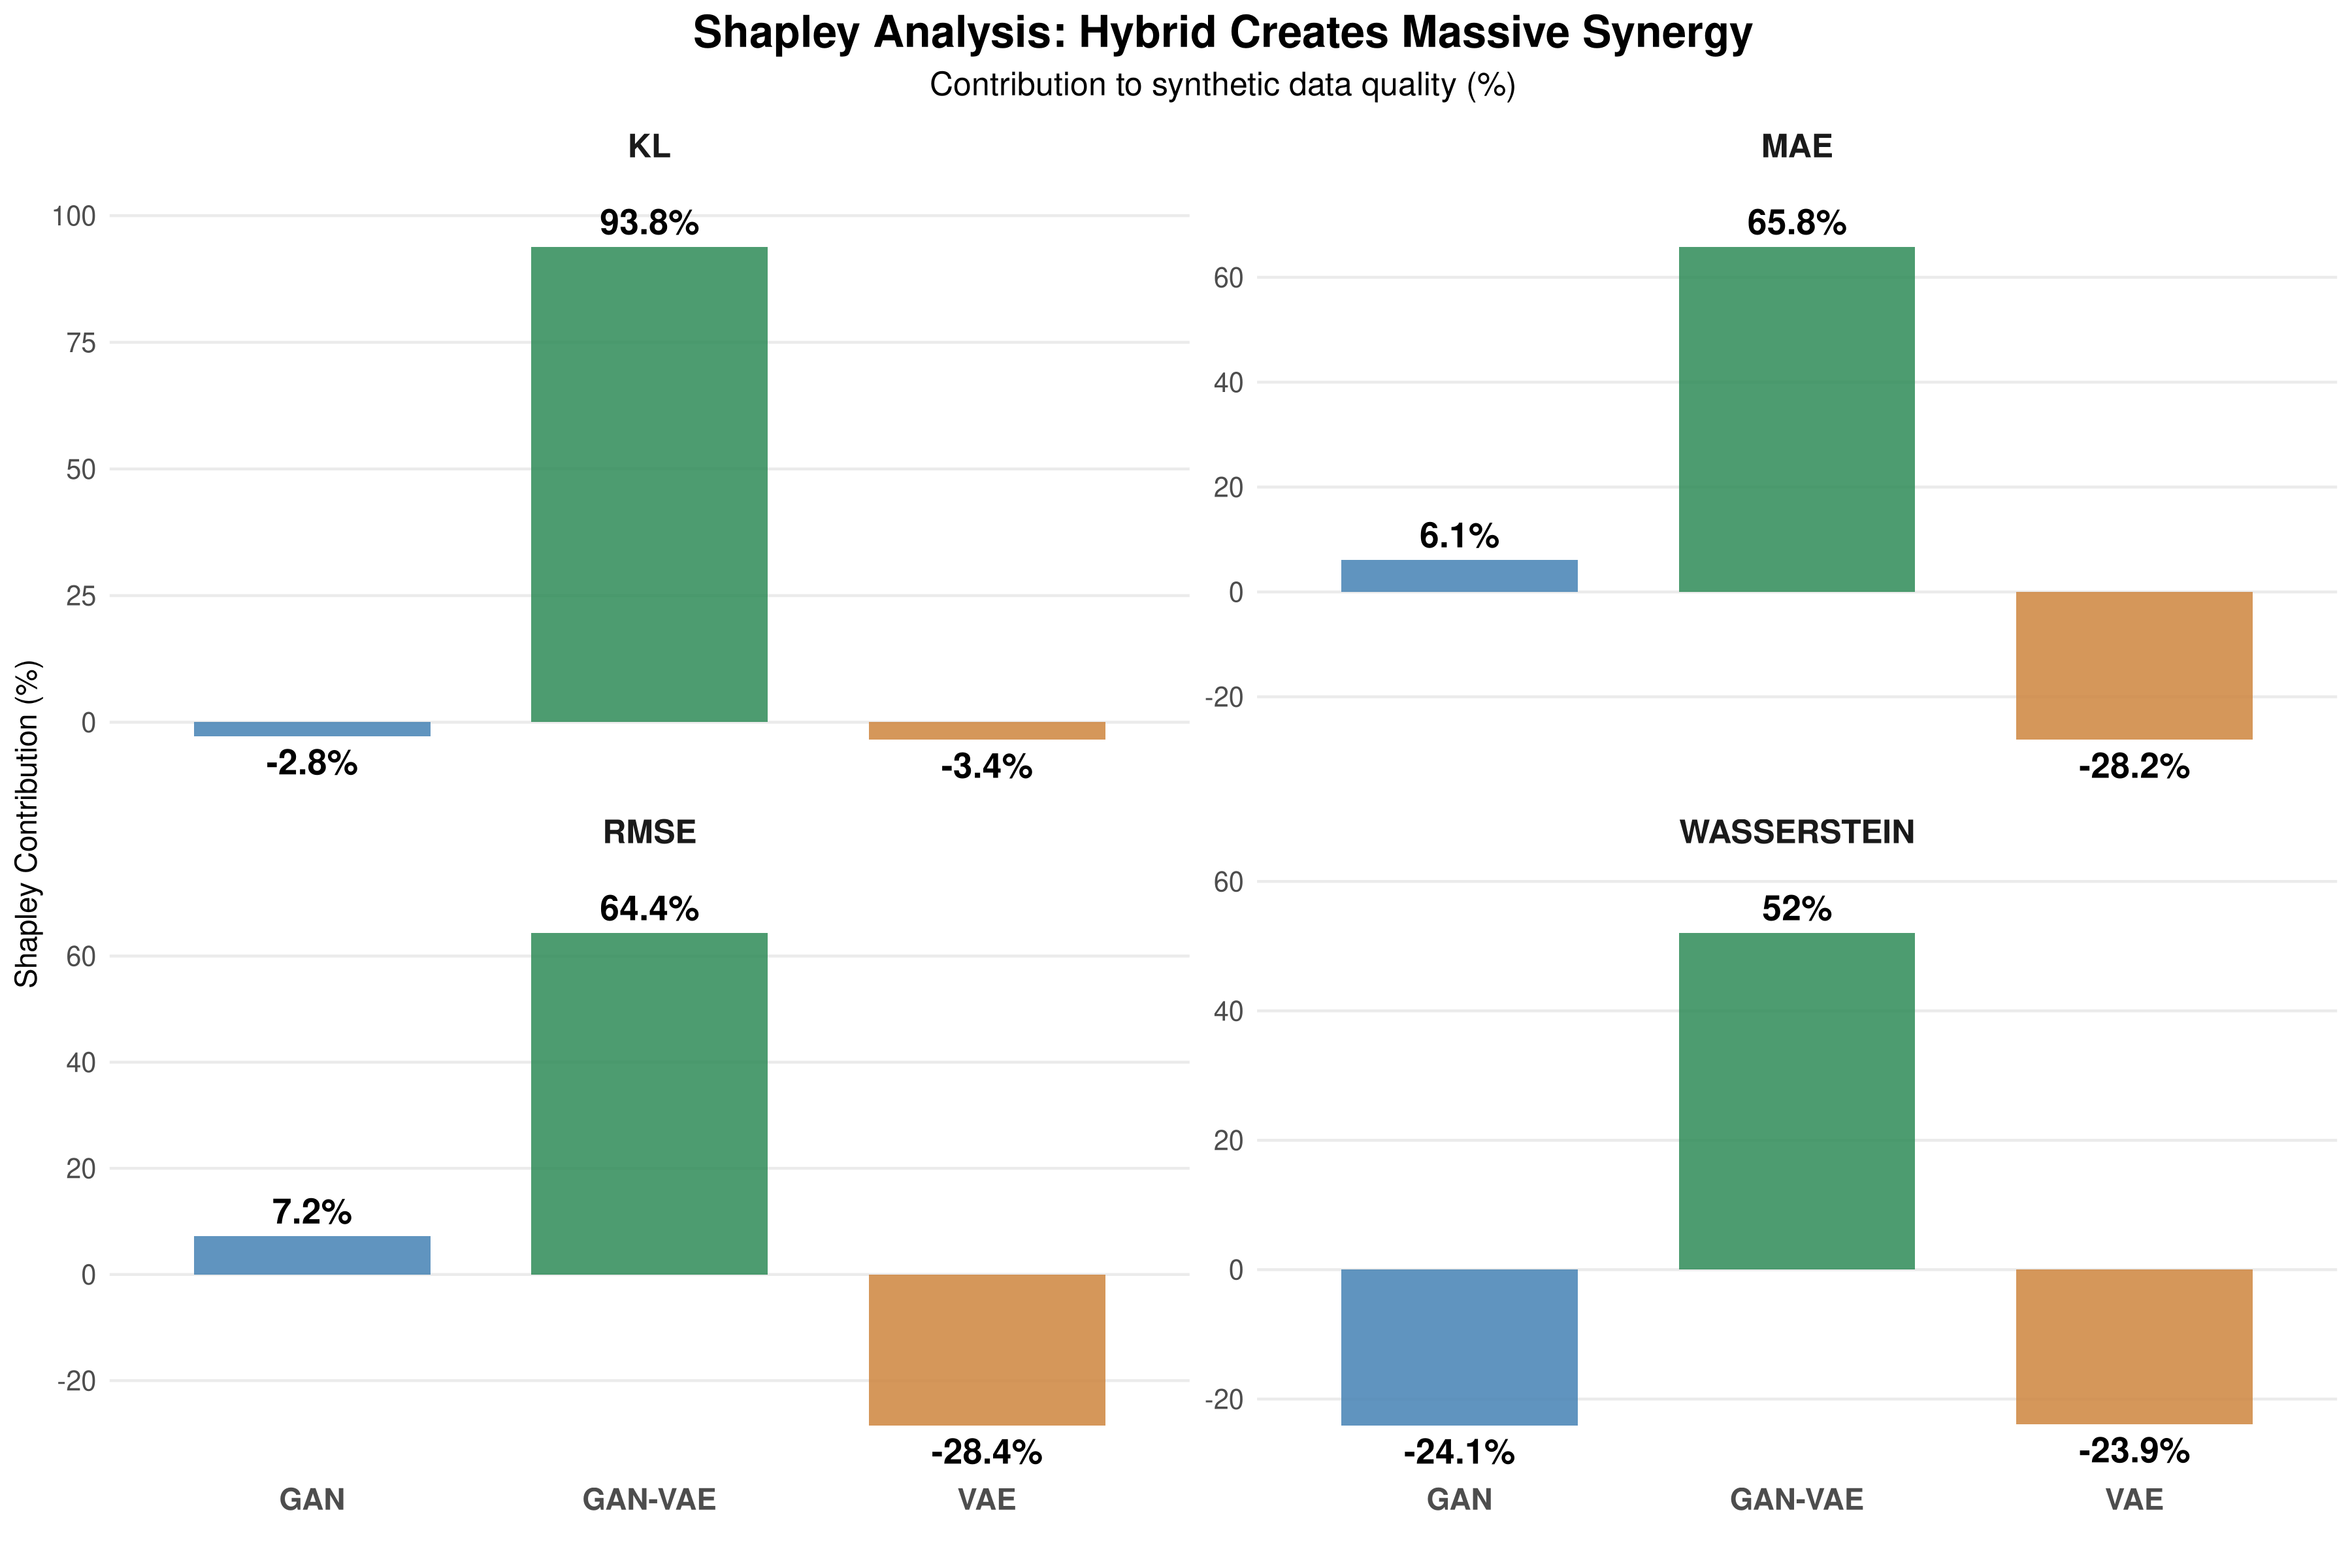 Shapley Analysis: Hybrid Creates Massive Synergy
Contribution to synthetic data quality (%)
Shapley Contribution (%)
KL
100
75
50
25
0
-2.8%
93.8%
-3.4%
MAE
60
40
20
0
-20
6.1%
65.8%
-28.2%
RMSE
60
40
20
0
-20
7.2%
64.4%
-28.4%
GAN
GAN-VAE
VAE
WASSERSTEIN
60
40
20
0
-20
-24.1%
52%
-23.9%
GAN
GAN-VAE
VAE